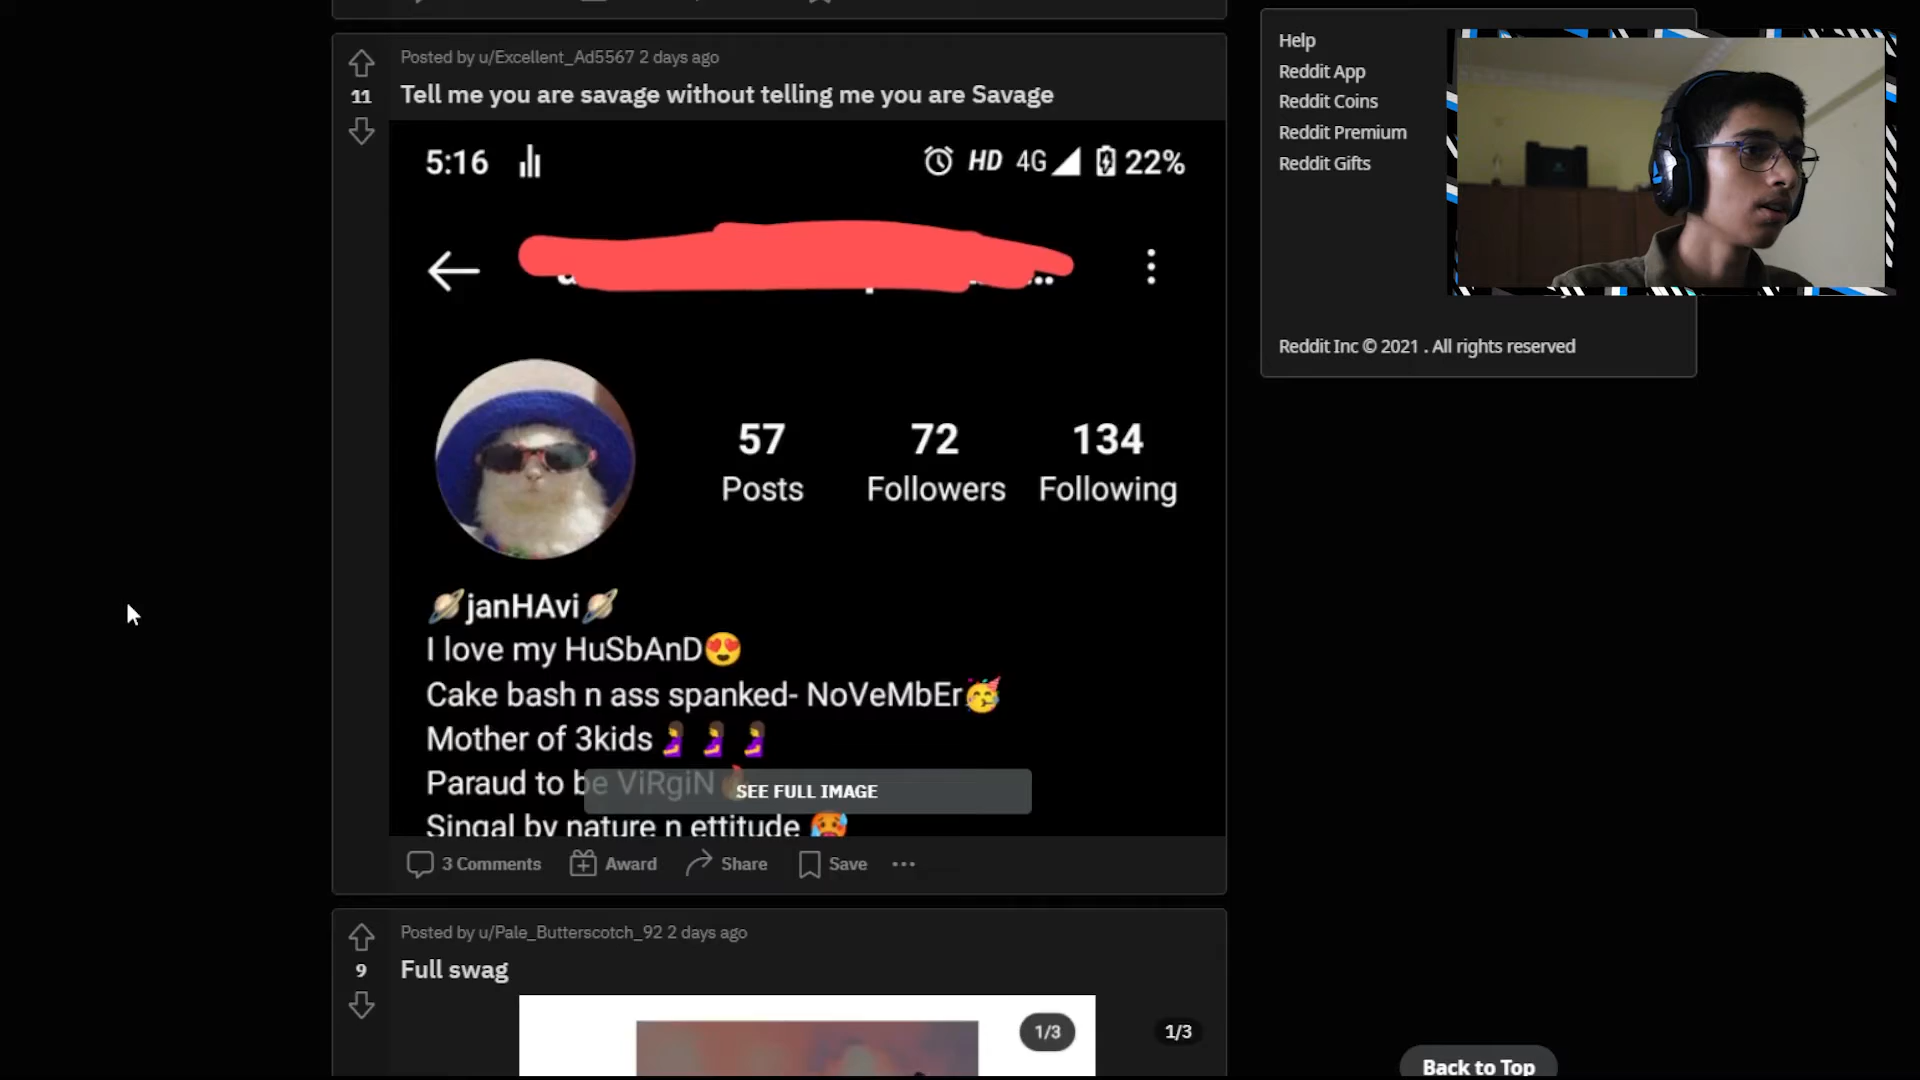 Posted by u/Excellent_Ad5567 2 days ago
11
Tell me you are savage without telling me you are Savage
5:16
HD 4G 22%
57 72 134
Posts Followers Following
🪐janHAvi🪐
I love my HuSbAnD😍
Cake bash n ass spanked- NoVeMbEr🥳
Mother of 3kids🤰🤰🤰
Paraud to be ViRgiN🔥
SEE FULL IMAGE
Singal by nature n ettitude 🥵
3 Comments Award Share Save
Posted by u/Pale_Butterscotch_92 2 days ago
9
Full swag
1/3
1/3
Help
Reddit App
Reddit Coins
Reddit Premium
Reddit Gifts
Reddit Inc © 2021 . All rights reserved
Back to Top